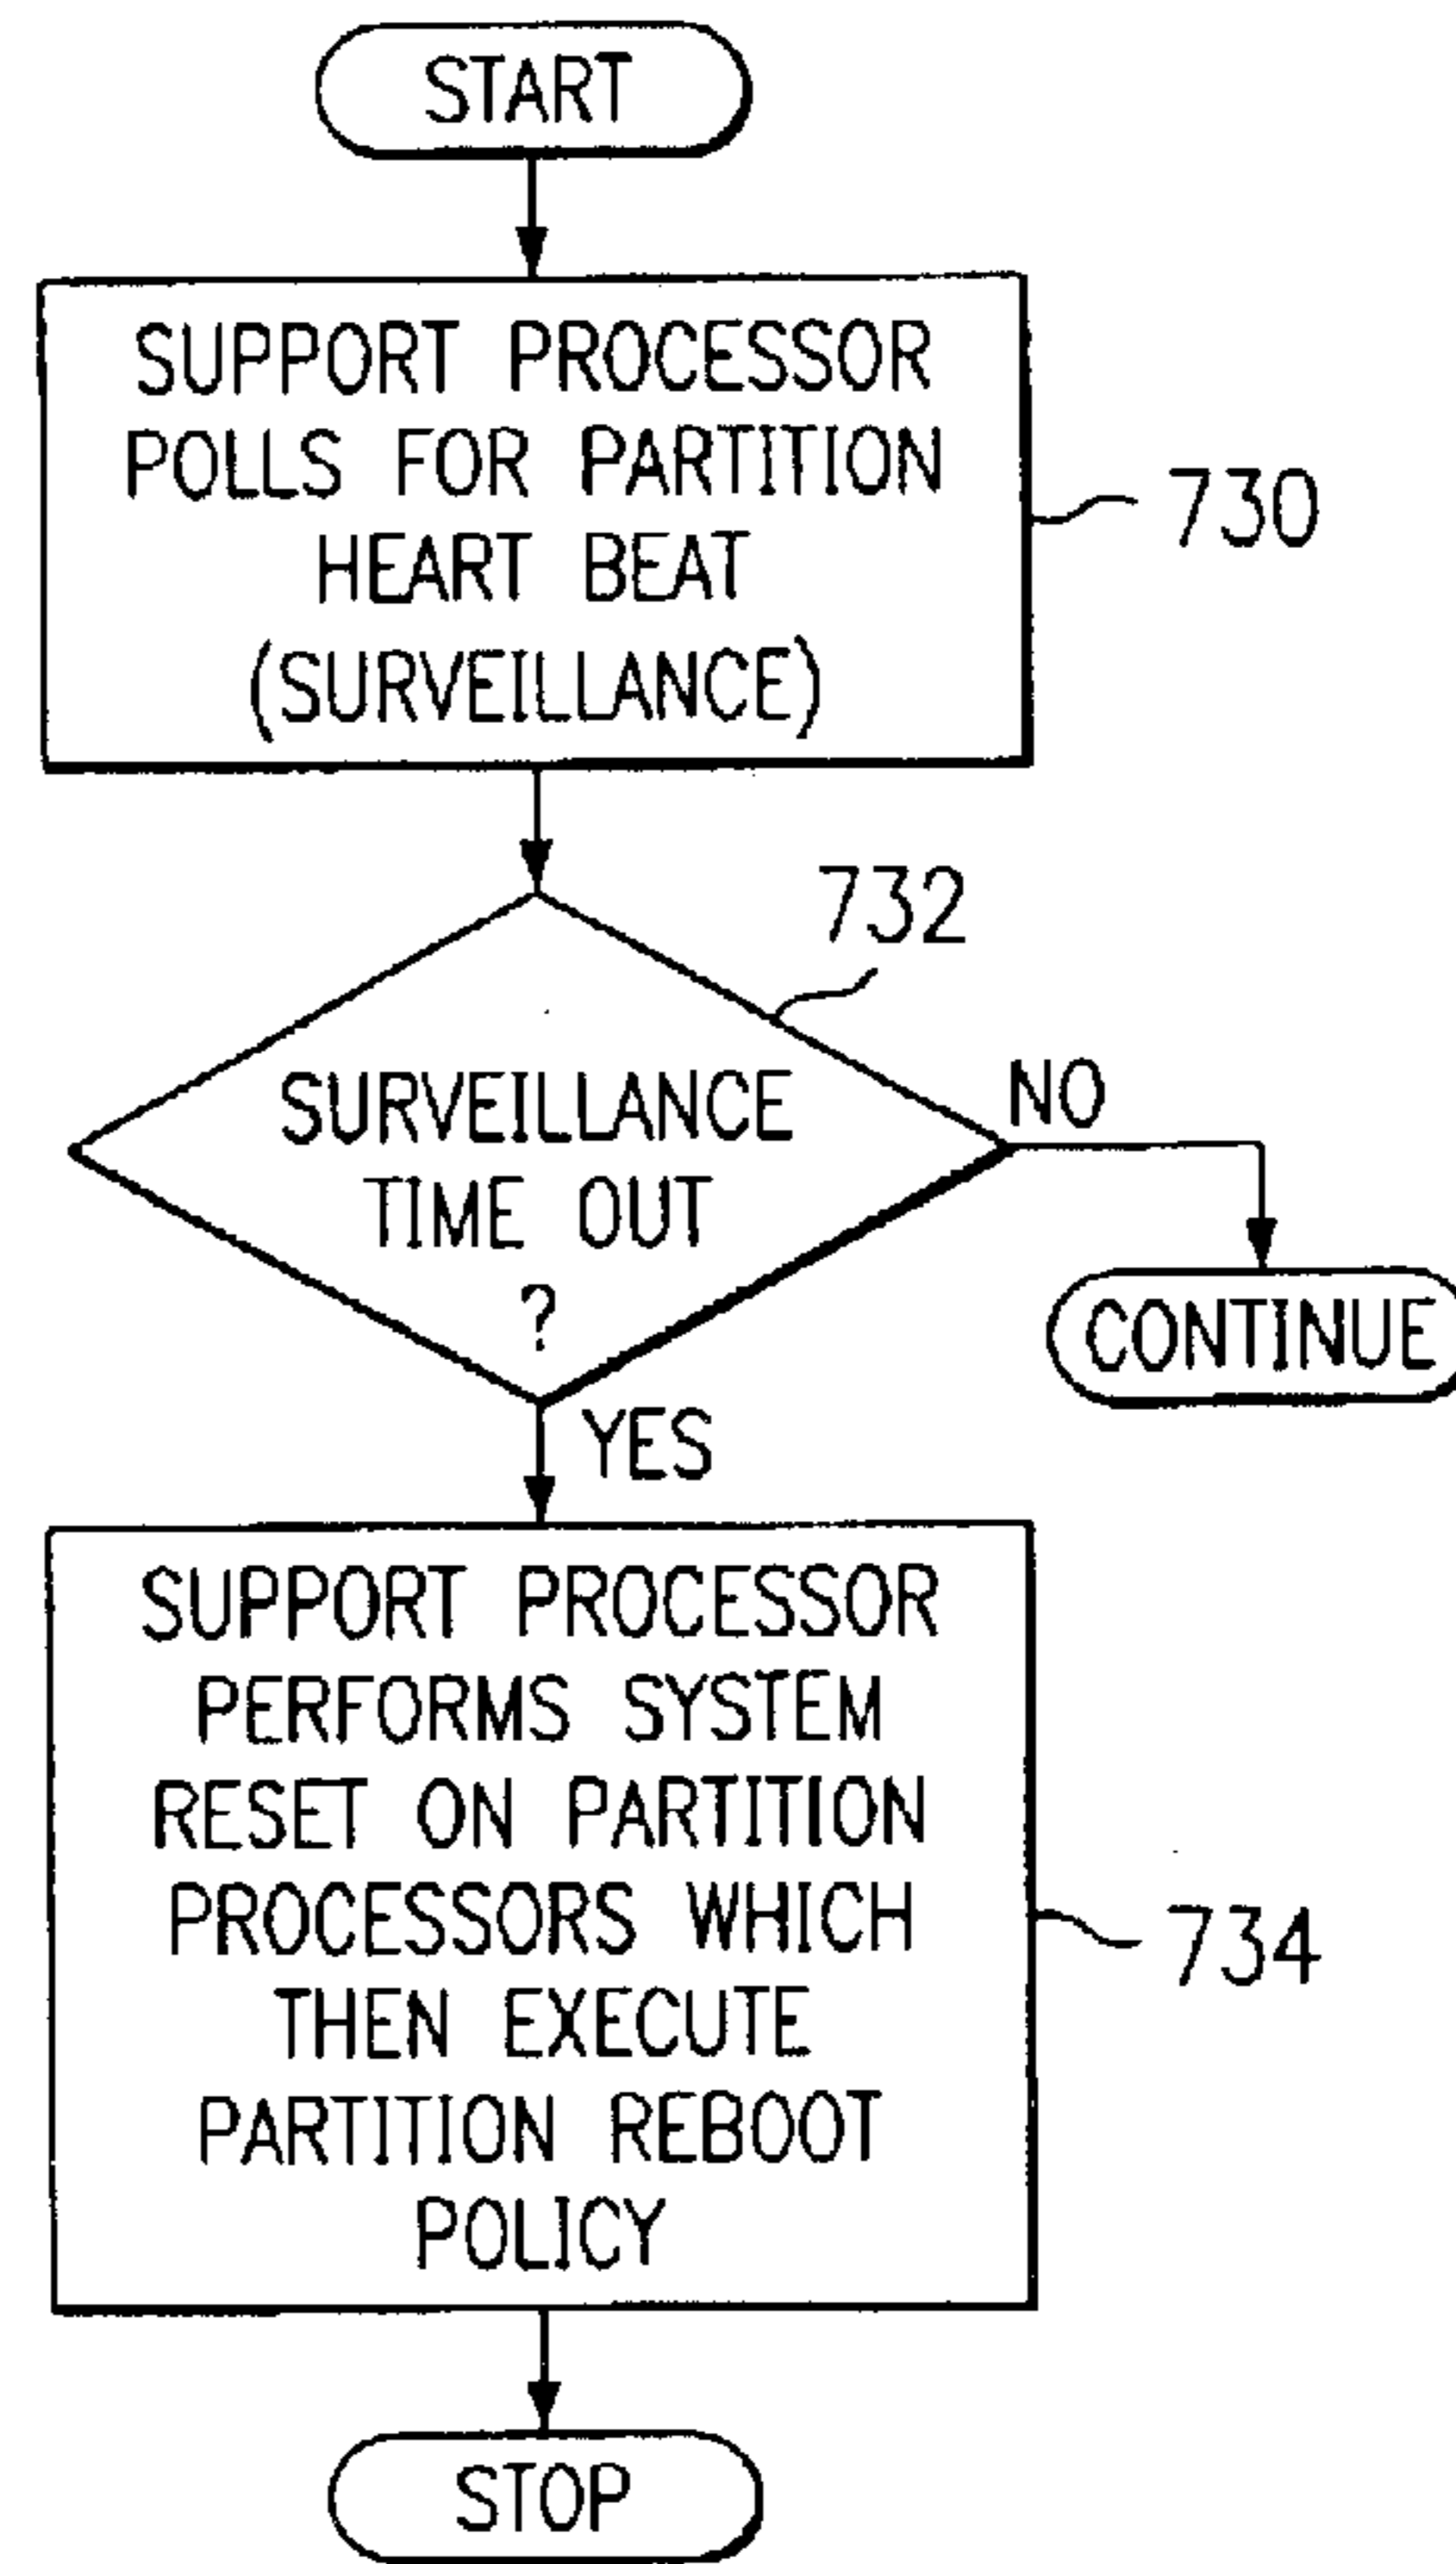 START
SUPPORT PROCESSOR
POLLS FOR PARTITION
HEART BEAT
(SURVEILLANCE)
730
732
SURVEILLANCE
TIME OUT
?
NO
CONTINUE
YES
SUPPORT PROCESSOR
PERFORMS SYSTEM
RESET ON PARTITION
PROCESSORS WHICH
THEN EXECUTE
PARTITION REBOOT
POLICY
734
STOP